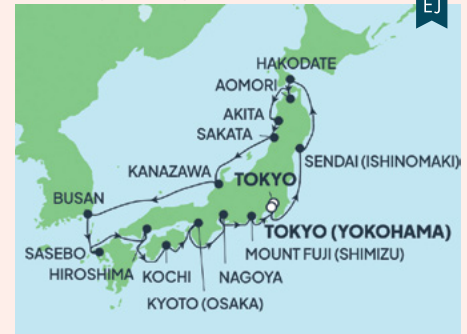 EJ
HAKODATE
AOMORI
AKITA
SAKATA
SENDAI (ISHINOMAKI)
KANAZAWA
TOKYO
BUSAN
TOKYO (YOKOHAMA)
SASEBO
MOUNT FUJI (SHIMIZU)
HIROSHIMA
KOCHI
NAGOYA
KYOTO (OSAKA)